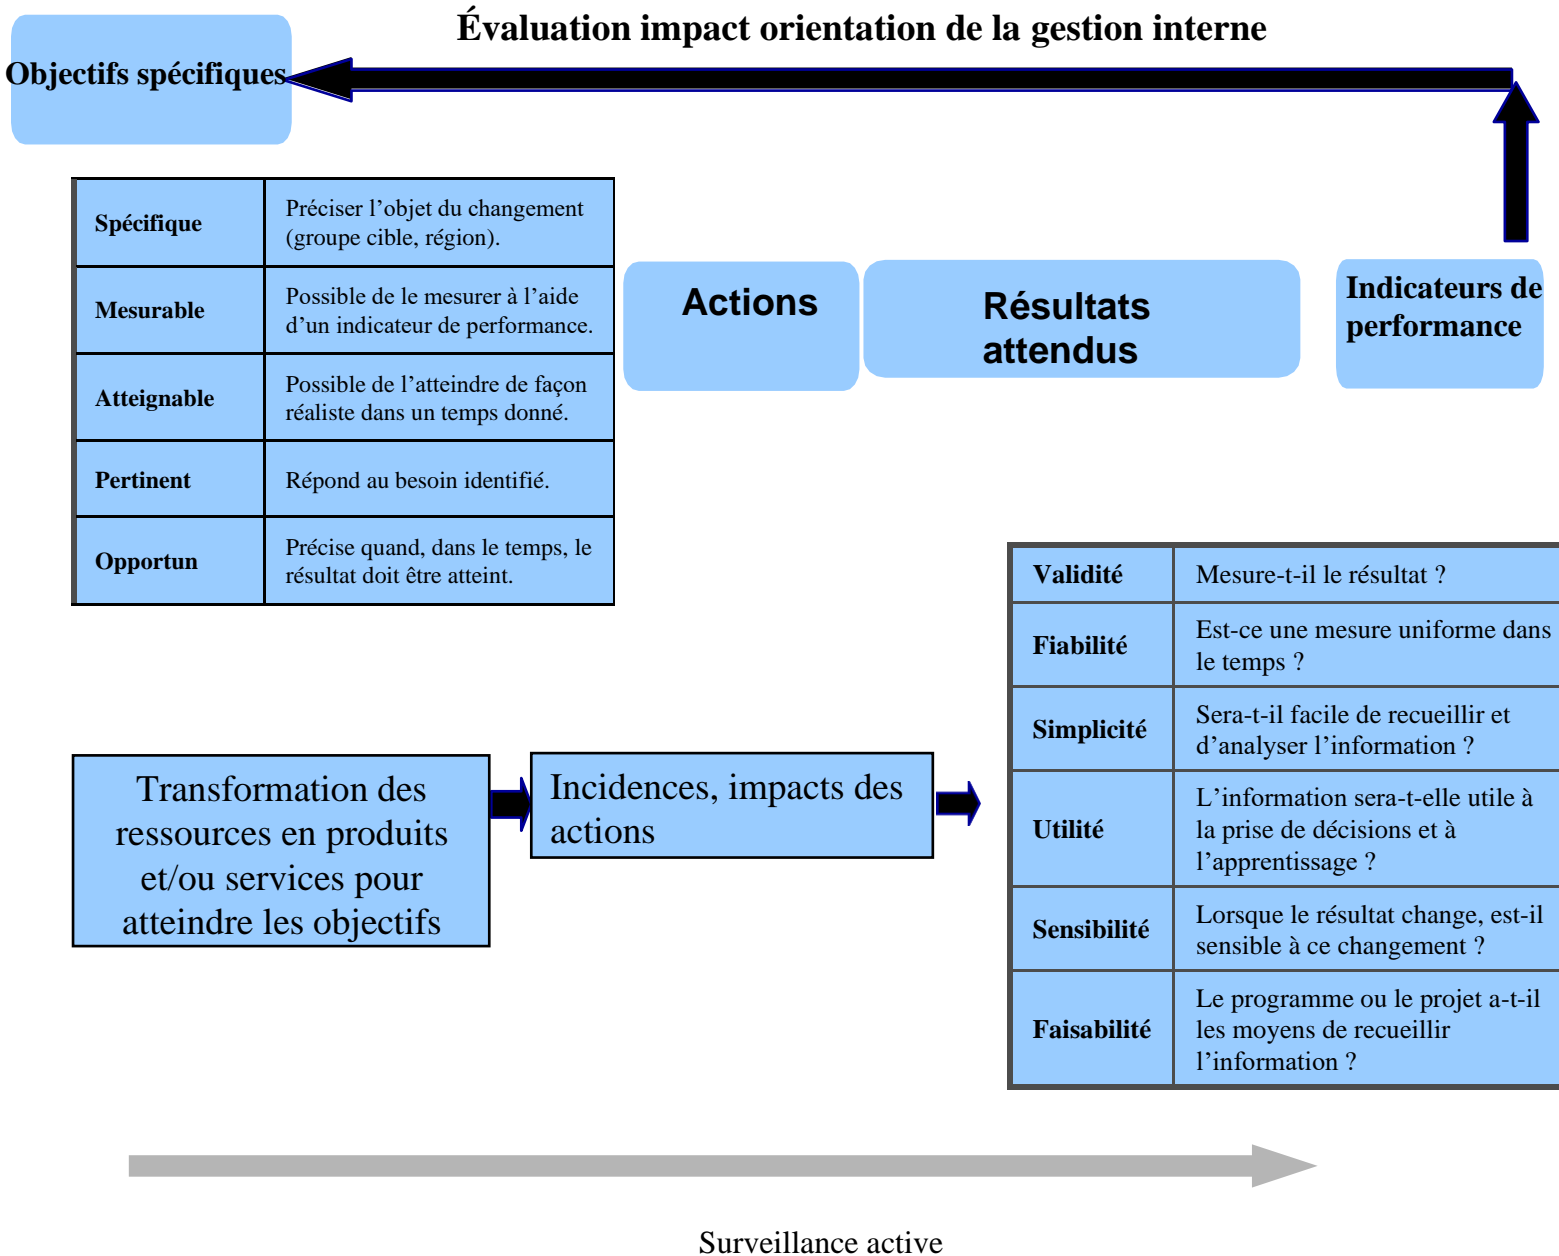 Évaluation impact orientation de la gestion interne
Objectifs spécifiques
Spécifique
Préciser l’objet du changement
(groupe cible, région).
Mesurable
Possible de le mesurer à l’aide
d’un indicateur de performance.
Atteignable
Possible de l’atteindre de façon
réaliste dans un temps donné.
Pertinent
Répond au besoin identifié.
Opportun
Précise quand, dans le temps, le
résultat doit être atteint.
Actions
Résultats
attendus
Indicateurs de
performance
Transformation des
ressources en produits
et/ou services pour
atteindre les objectifs
Incidences, impacts des
actions
Validité
Mesure-t-il le résultat ?
Fiabilité
Est-ce une mesure uniforme dans
le temps ?
Simplicité
Sera-t-il facile de recueillir et
d’analyser l’information ?
Utilité
L’information sera-t-elle utile à
la prise de décisions et à
l’apprentissage ?
Sensibilité
Lorsque le résultat change, est-il
sensible à ce changement ?
Faisabilité
Le programme ou le projet a-t-il
les moyens de recueillir
l’information ?
Surveillance active